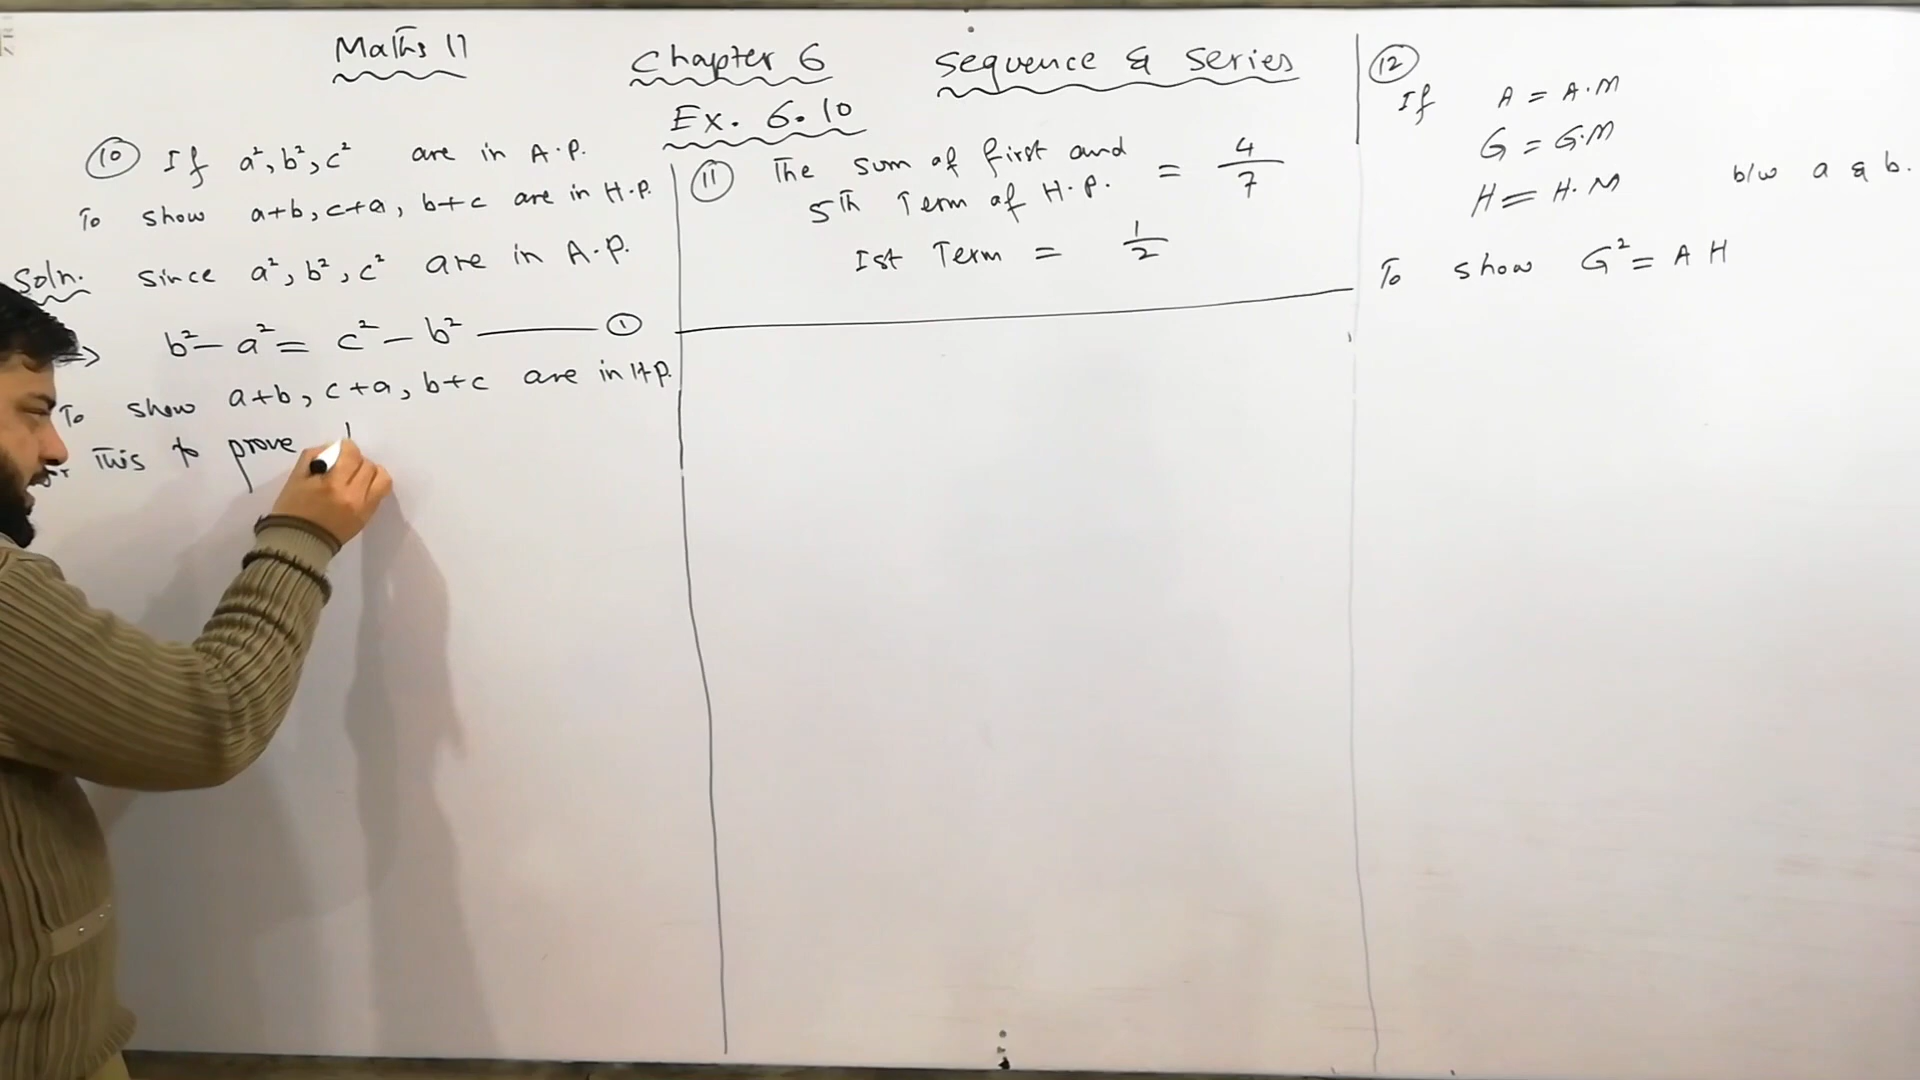 Maths 11 Chapter 6 Sequence & Series
Ex. 6.10
(10) If a², b², c² are in A.P.
To show a+b, c+a, b+c are in H.P.
Soln. Since a², b², c² are in A.P.
⇒ b² - a² = c² - b² ——— (1)
To show a+b, c+a, b+c are in H.P.
This to prove
(11) The sum of first and
5th Term of H.P. = 4/7
Ist Term = 1/2
(12)
If A = A.M
G = G.M
H = H.M b/w a & b.
To show G² = A H